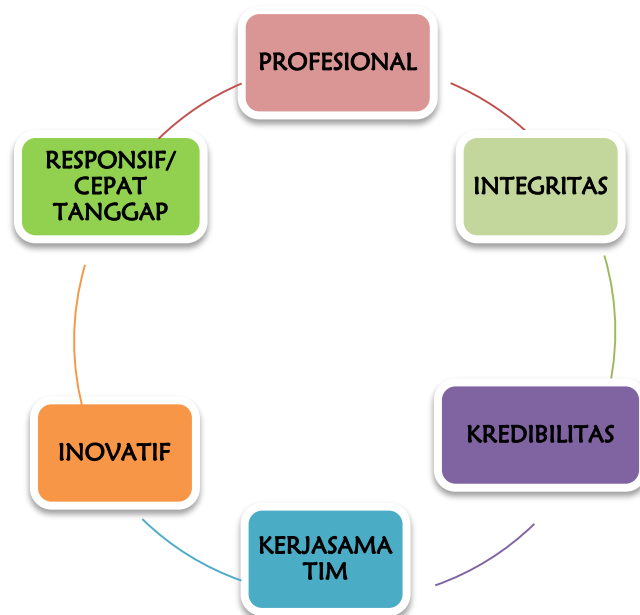 PROFESIONAL
INTEGRITAS
KREDIBILITAS
KERJASAMA
TIM
INOVATIF
RESPONSIF/
CEPAT
TANGGAP